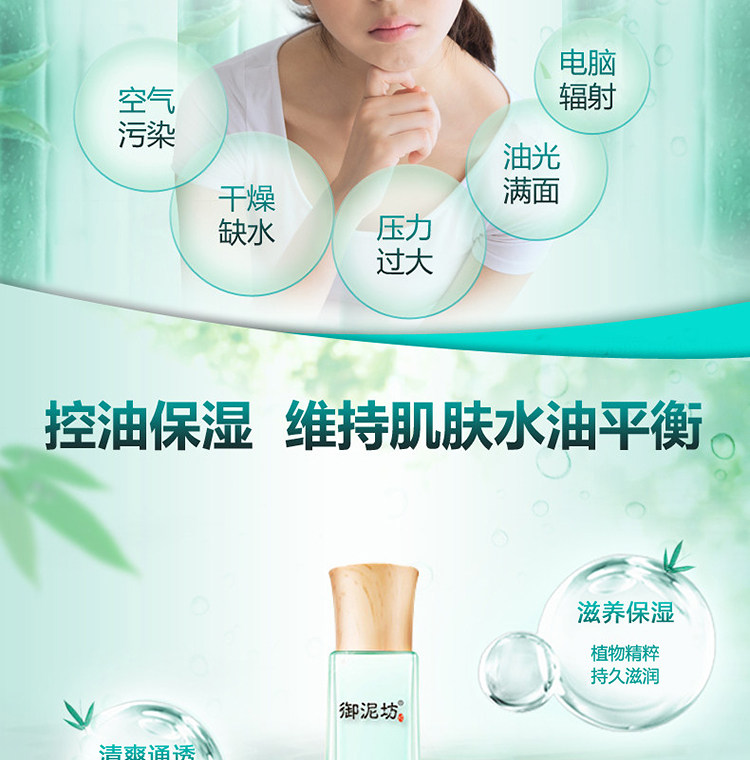 电脑
辐射
空气
污染
油光
满面
干燥
缺水
压力
过大
控油保湿 维持肌肤水油平衡
滋养保湿
植物精粹
持久滋润
御泥坊®
清爽通透